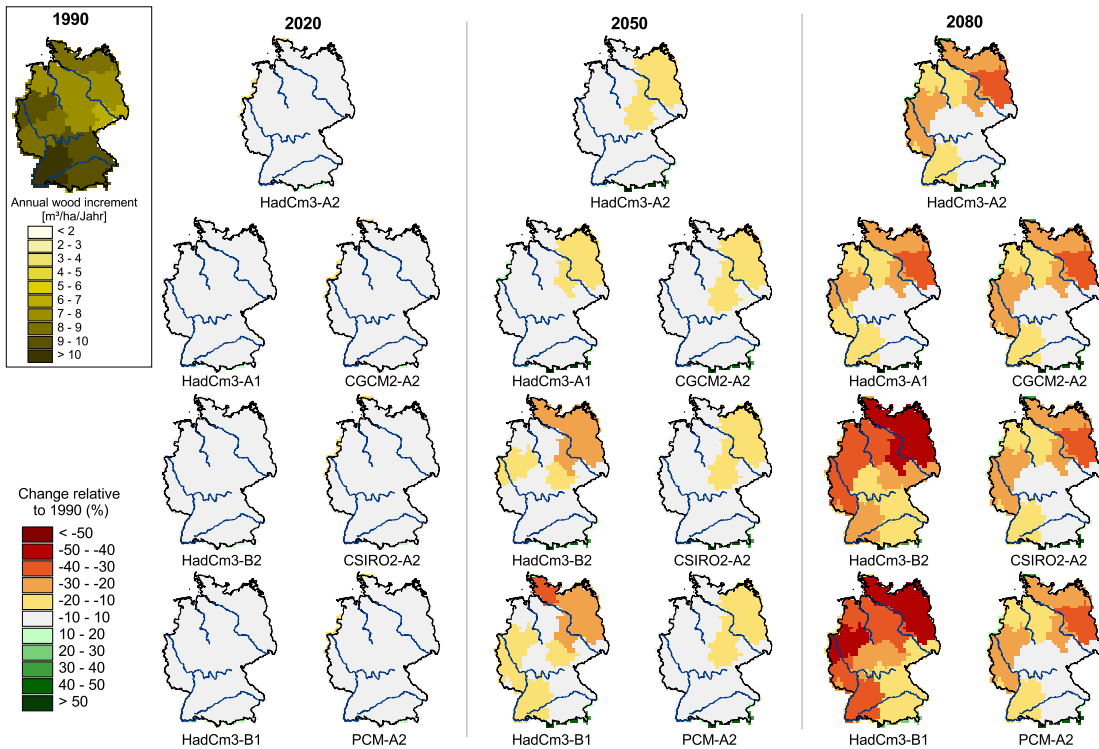 1990
2020
2050
2080
Annual wood increment
[m³/ha/Jahr]
< 2
2 - 3
3 - 4
4 - 5
5 - 6
6 - 7
7 - 8
8 - 9
9 - 10
> 10
HadCm3-A2
HadCm3-A2
HadCm3-A2
HadCm3-A1
CGCM2-A2
HadCm3-A1
CGCM2-A2
HadCm3-A1
CGCM2-A2
HadCm3-B2
CSIRO2-A2
HadCm3-B2
CSIRO2-A2
HadCm3-B2
CSIRO2-A2
Change relative
to 1990 (%)
< -50
-50 - -40
-40 - -30
-30 - -20
-20 - -10
-10 - 10
10 - 20
20 - 30
30 - 40
40 - 50
> 50
HadCm3-B1
PCM-A2
HadCm3-B1
PCM-A2
HadCm3-B1
PCM-A2